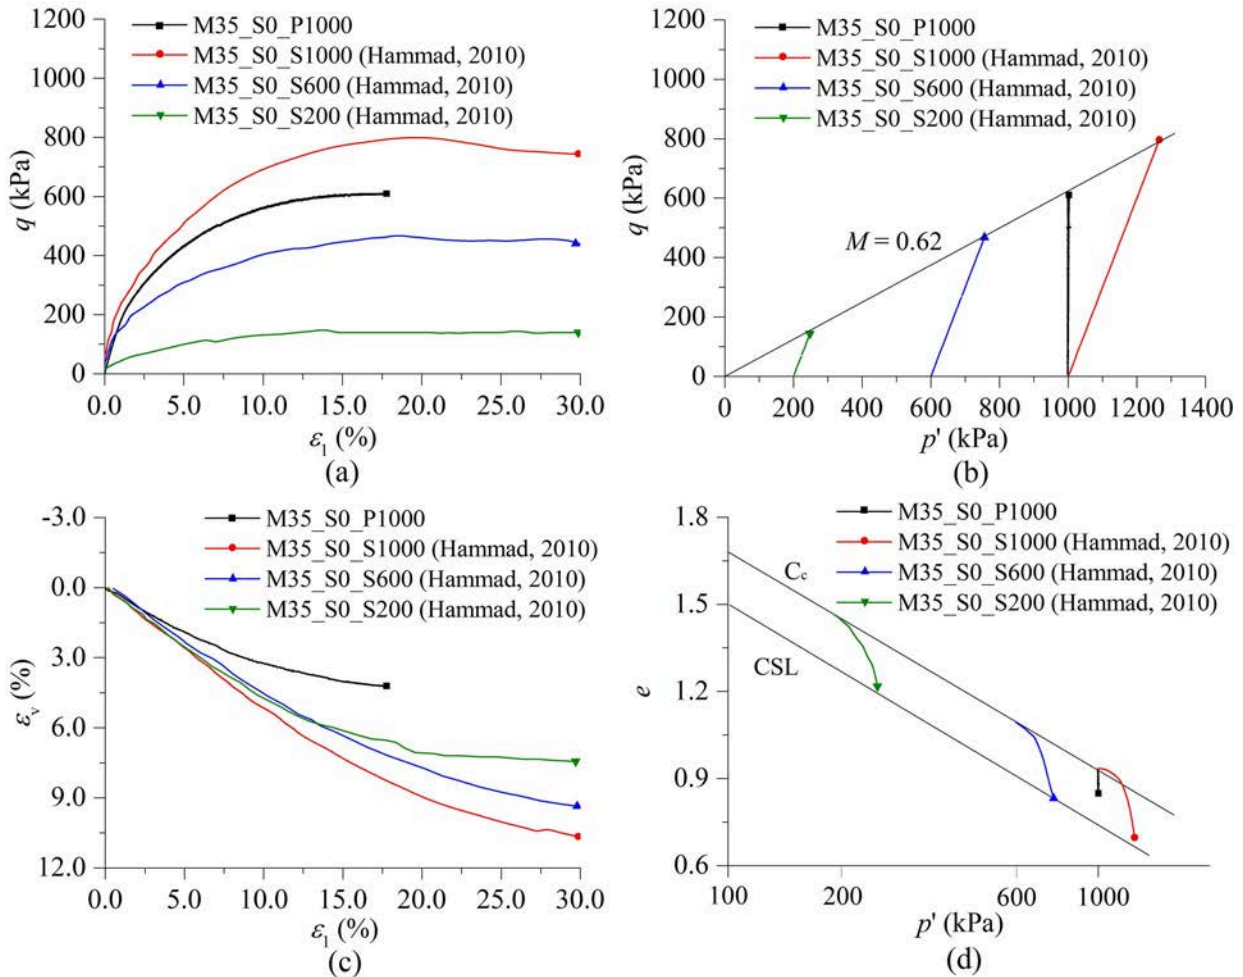 1200
1000
800
600
400
200
0
q (kPa)
M35_S0_P1000
M35_S0_S1000 (Hammad, 2010)
M35_S0_S600 (Hammad, 2010)
M35_S0_S200 (Hammad, 2010)
0.0 5.0 10.0 15.0 20.0 25.0 30.0
ε₁ (%)
(a)
1200
1000
800
600
400
200
0
q (kPa)
M35_S0_P1000
M35_S0_S1000 (Hammad, 2010)
M35_S0_S600 (Hammad, 2010)
M35_S0_S200 (Hammad, 2010)
M = 0.62
0 200 400 600 800 1000 1200 1400
p' (kPa)
(b)
-3.0
0.0
3.0
6.0
9.0
12.0
εᵥ (%)
M35_S0_P1000
M35_S0_S1000 (Hammad, 2010)
M35_S0_S600 (Hammad, 2010)
M35_S0_S200 (Hammad, 2010)
0.0 5.0 10.0 15.0 20.0 25.0 30.0
ε₁ (%)
(c)
1.8
1.5
1.2
0.9
0.6
e
M35_S0_P1000
M35_S0_S1000 (Hammad, 2010)
M35_S0_S600 (Hammad, 2010)
M35_S0_S200 (Hammad, 2010)
Cc
CSL
100 200 600 1000
p' (kPa)
(d)